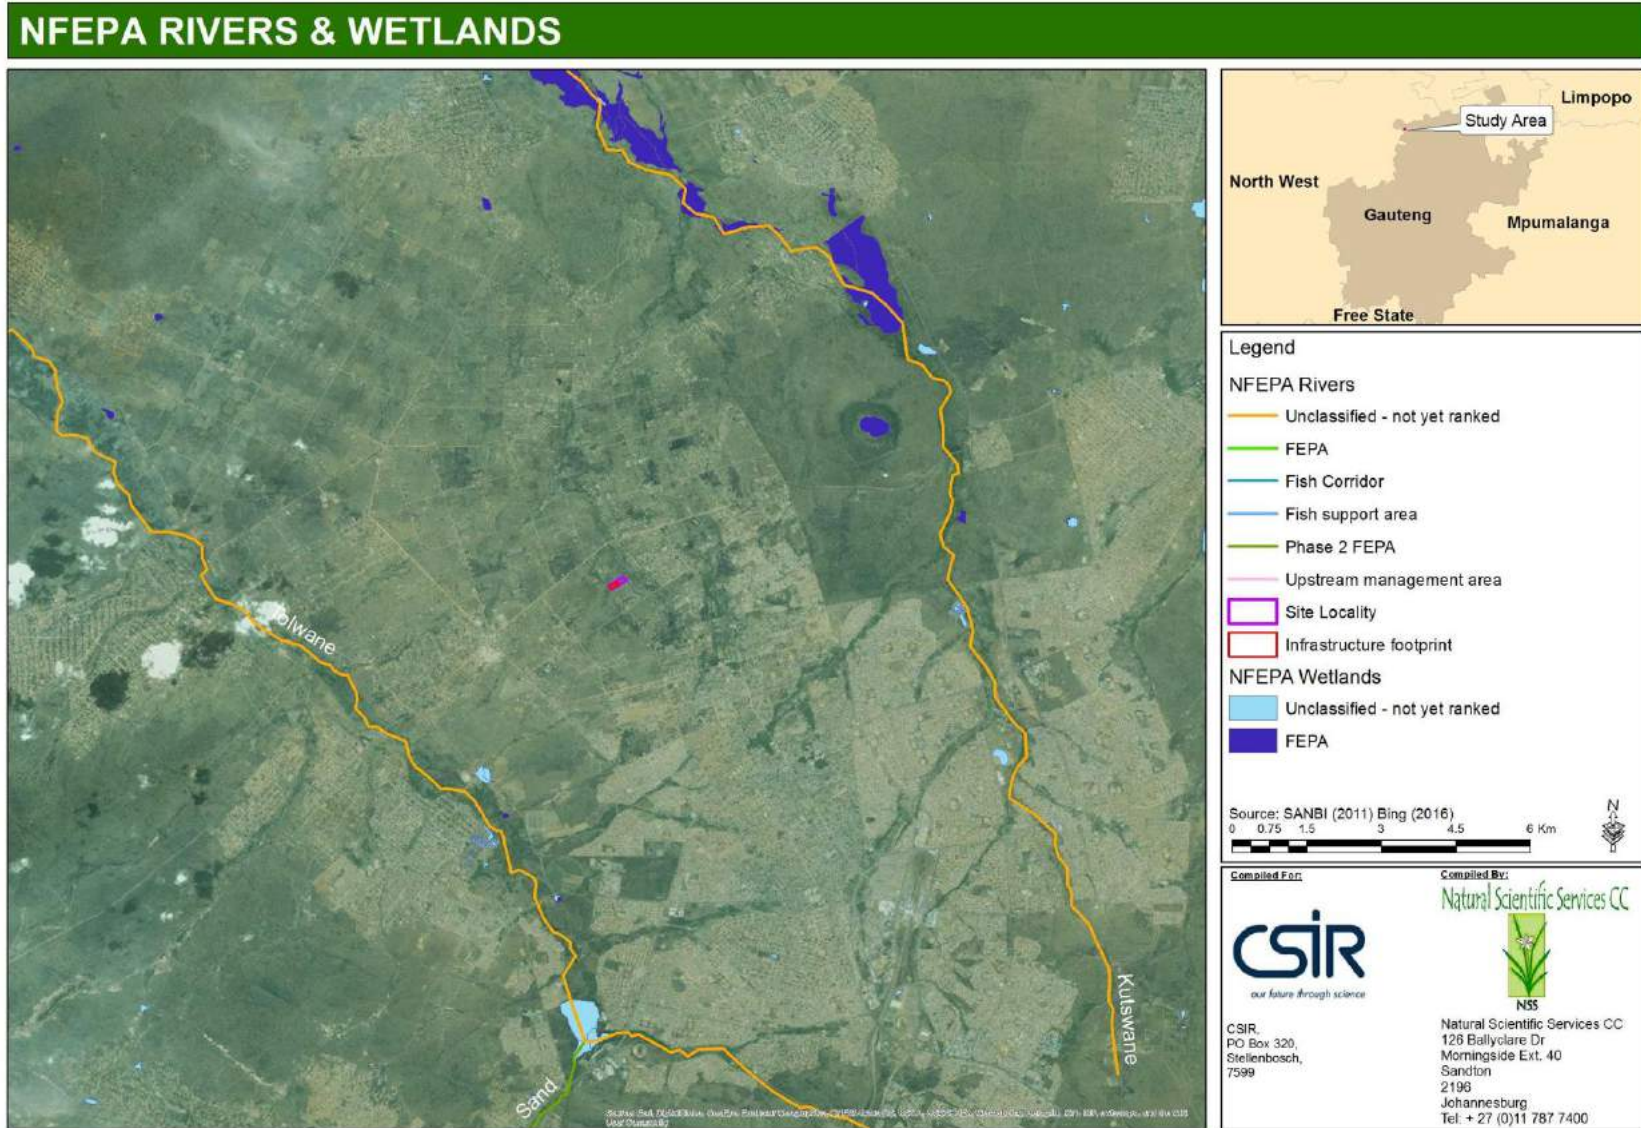 NFEPA RIVERS & WETLANDS
Limpopo
Study Area
North West
Gauteng
Mpumalanga
Free State
Legend
NFEPA Rivers
Unclassified - not yet ranked
FEPA
Fish Corridor
Fish support area
Phase 2 FEPA
Upstream management area
Site Locality
Infrastructure footprint
NFEPA Wetlands
Unclassified - not yet ranked
FEPA
Source: SANBI (2011) Bing (2016)
N
0 0.75 1.5 3 4.5 6 Km
Tolwane
Kutswane
Sand
Compiled For:
CSIR
our future through science
CSIR,
PO Box 320,
Stellenbosch,
7599
Compiled By:
Natural Scientific Services CC
NSS
Natural Scientific Services CC
126 Ballyclare Dr
Morningside Ext. 40
Sandton
2196
Johannesburg
Tel: + 27 (0)11 787 7400